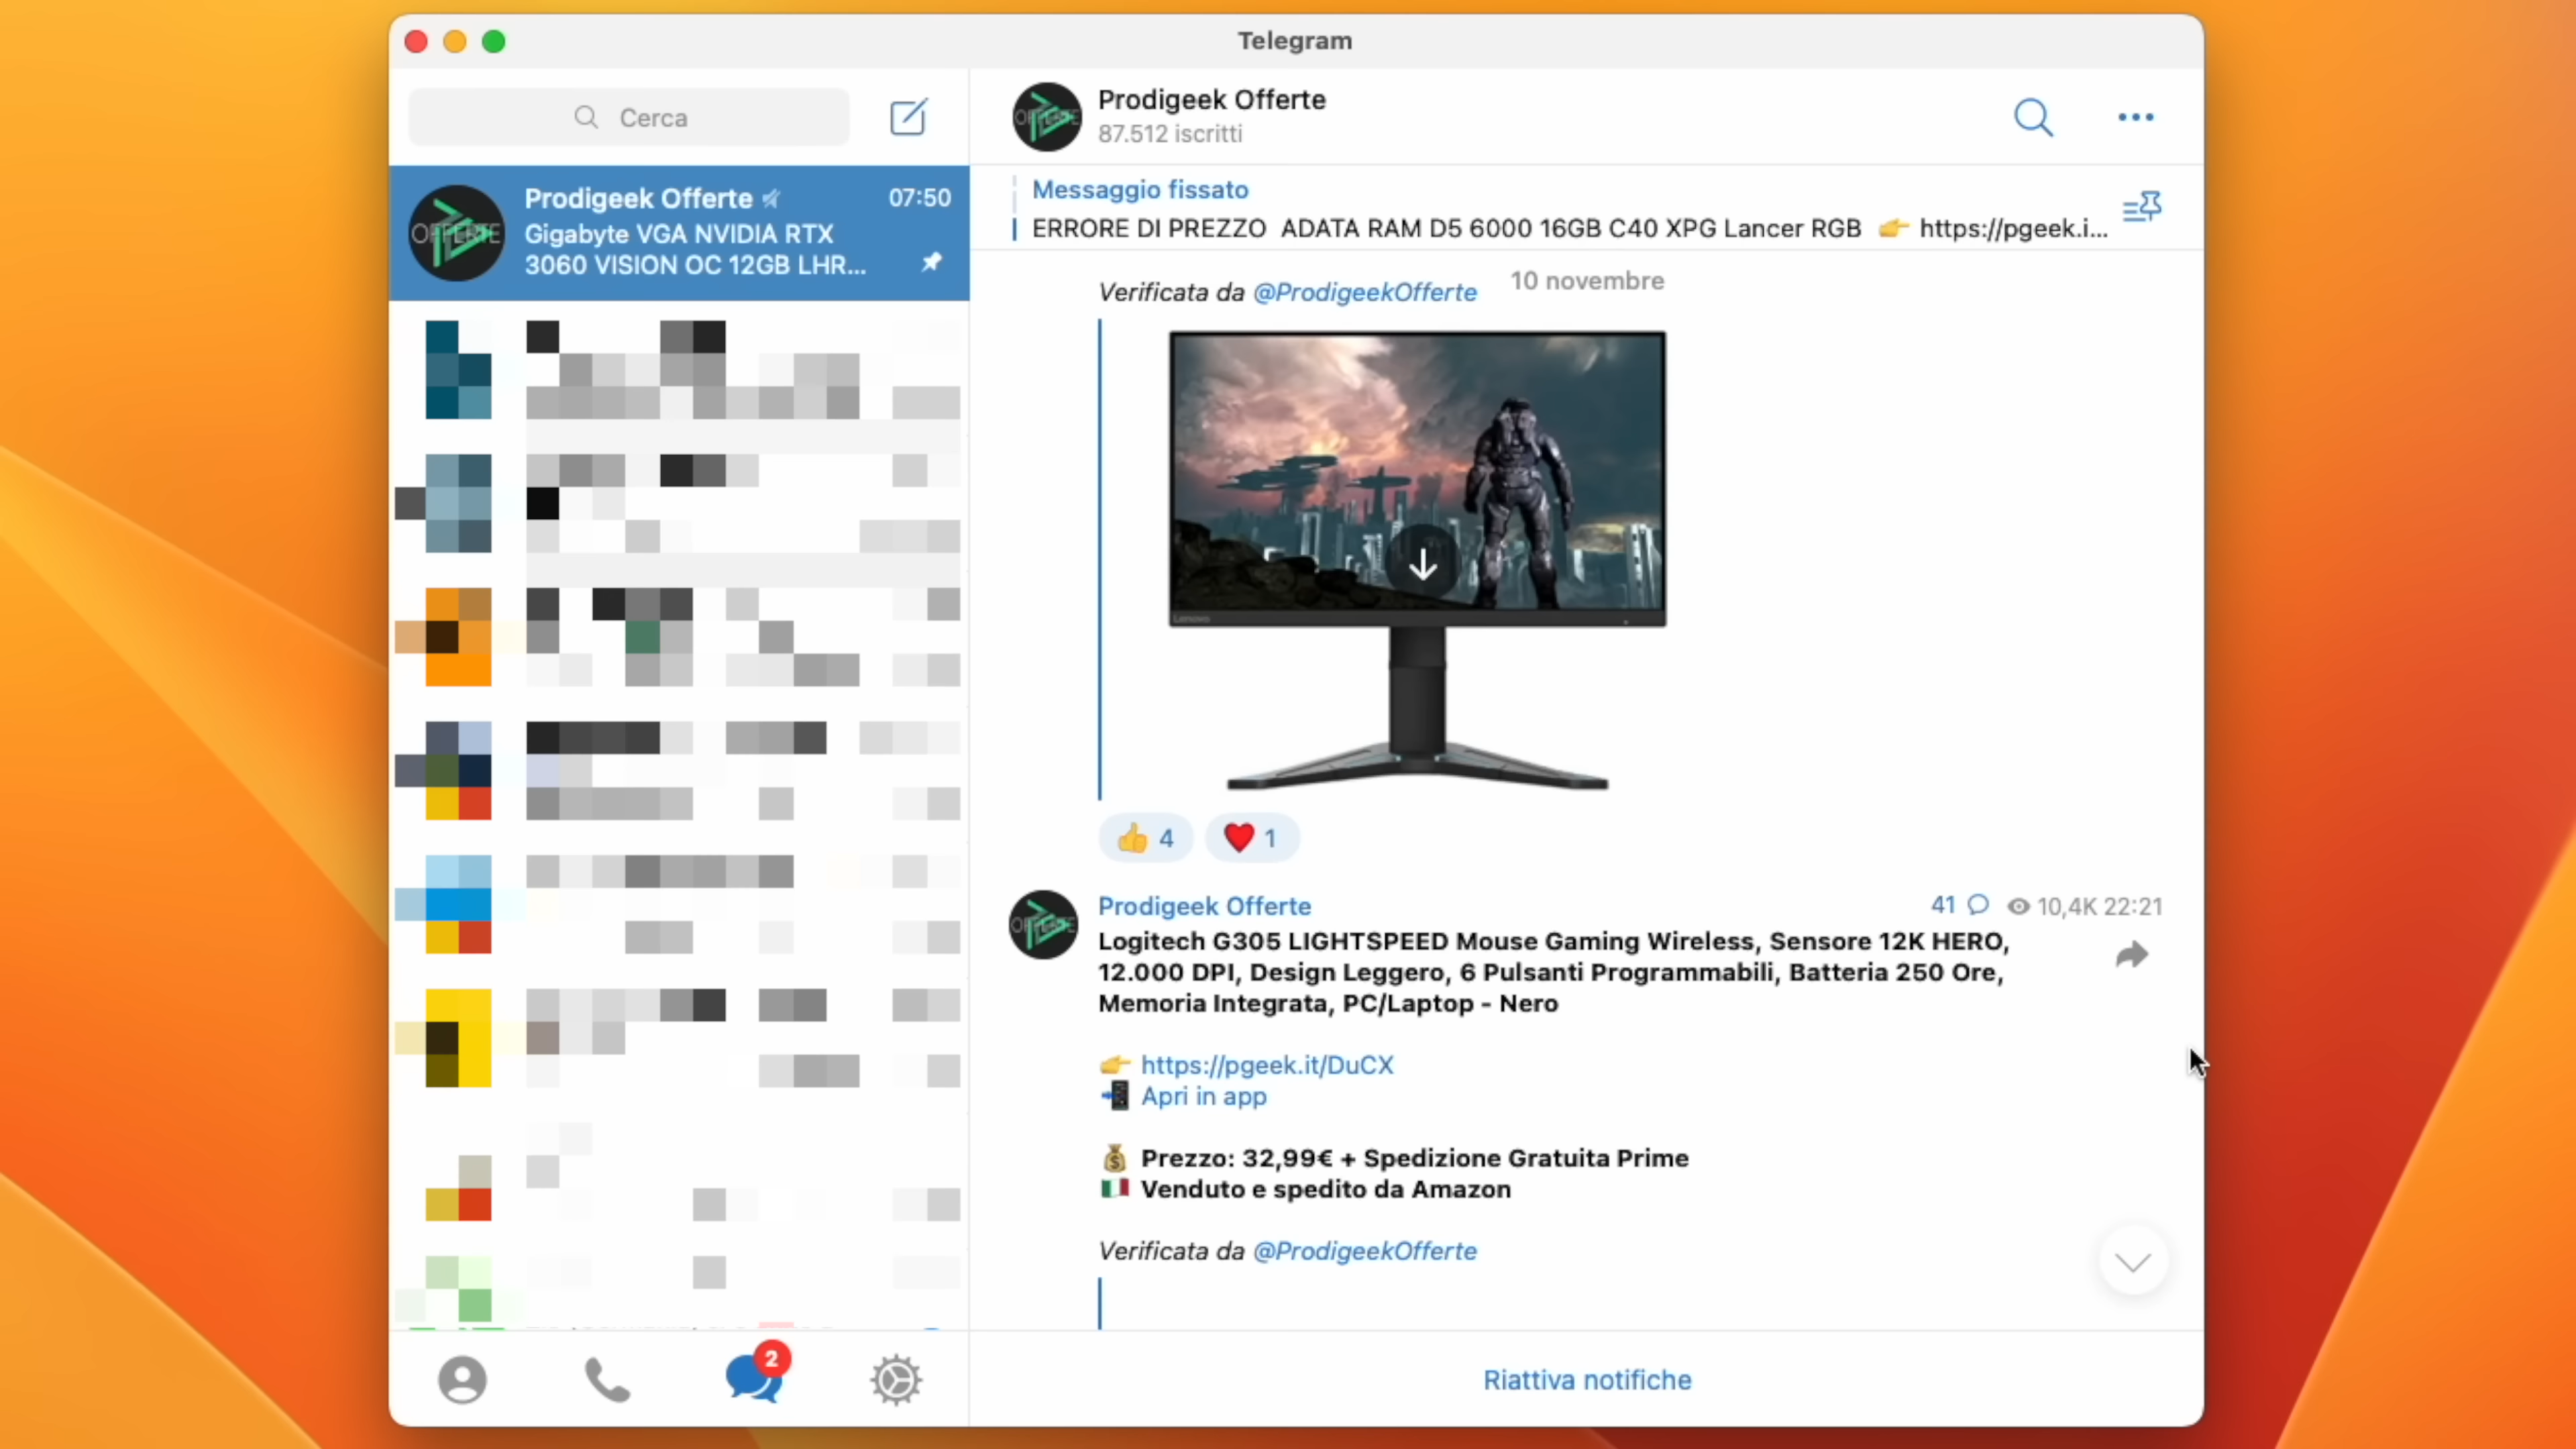 Telegram
Cerca
Prodigeek Offerte
07:50
Gigabyte VGA NVIDIA RTX
3060 VISION OC 12GB LHR...
OFFERTE
2
OFFERTE
Prodigeek Offerte
87.512 iscritti
Messaggio fissato
ERRORE DI PREZZO ADATA RAM D5 6000 16GB C40 XPG Lancer RGB 👉 https://pgeek.i...
10 novembre
Verificata da @ProdigeekOfferte
Lenovo
👍 4 ❤️ 1
OFFERTE
Prodigeek Offerte
41 10,4K 22:21
Logitech G305 LIGHTSPEED Mouse Gaming Wireless, Sensore 12K HERO,
12.000 DPI, Design Leggero, 6 Pulsanti Programmabili, Batteria 250 Ore,
Memoria Integrata, PC/Laptop - Nero
👉 https://pgeek.it/DuCX
📲 Apri in app
💰 Prezzo: 32,99€ + Spedizione Gratuita Prime
🇮🇹 Venduto e spedito da Amazon
Verificata da @ProdigeekOfferte
Riattiva notifiche